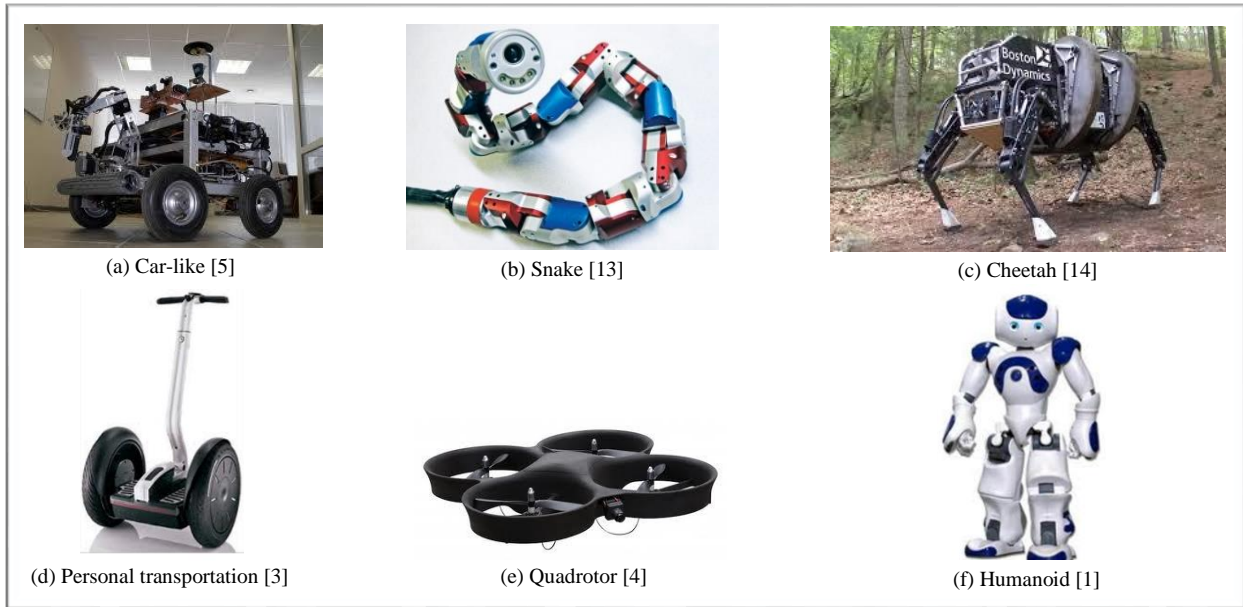 Boston
Dynamics
(a) Car-like [5]
(b) Snake [13]
(c) Cheetah [14]
(d) Personal transportation [3]
(e) Quadrotor [4]
(f) Humanoid [1]